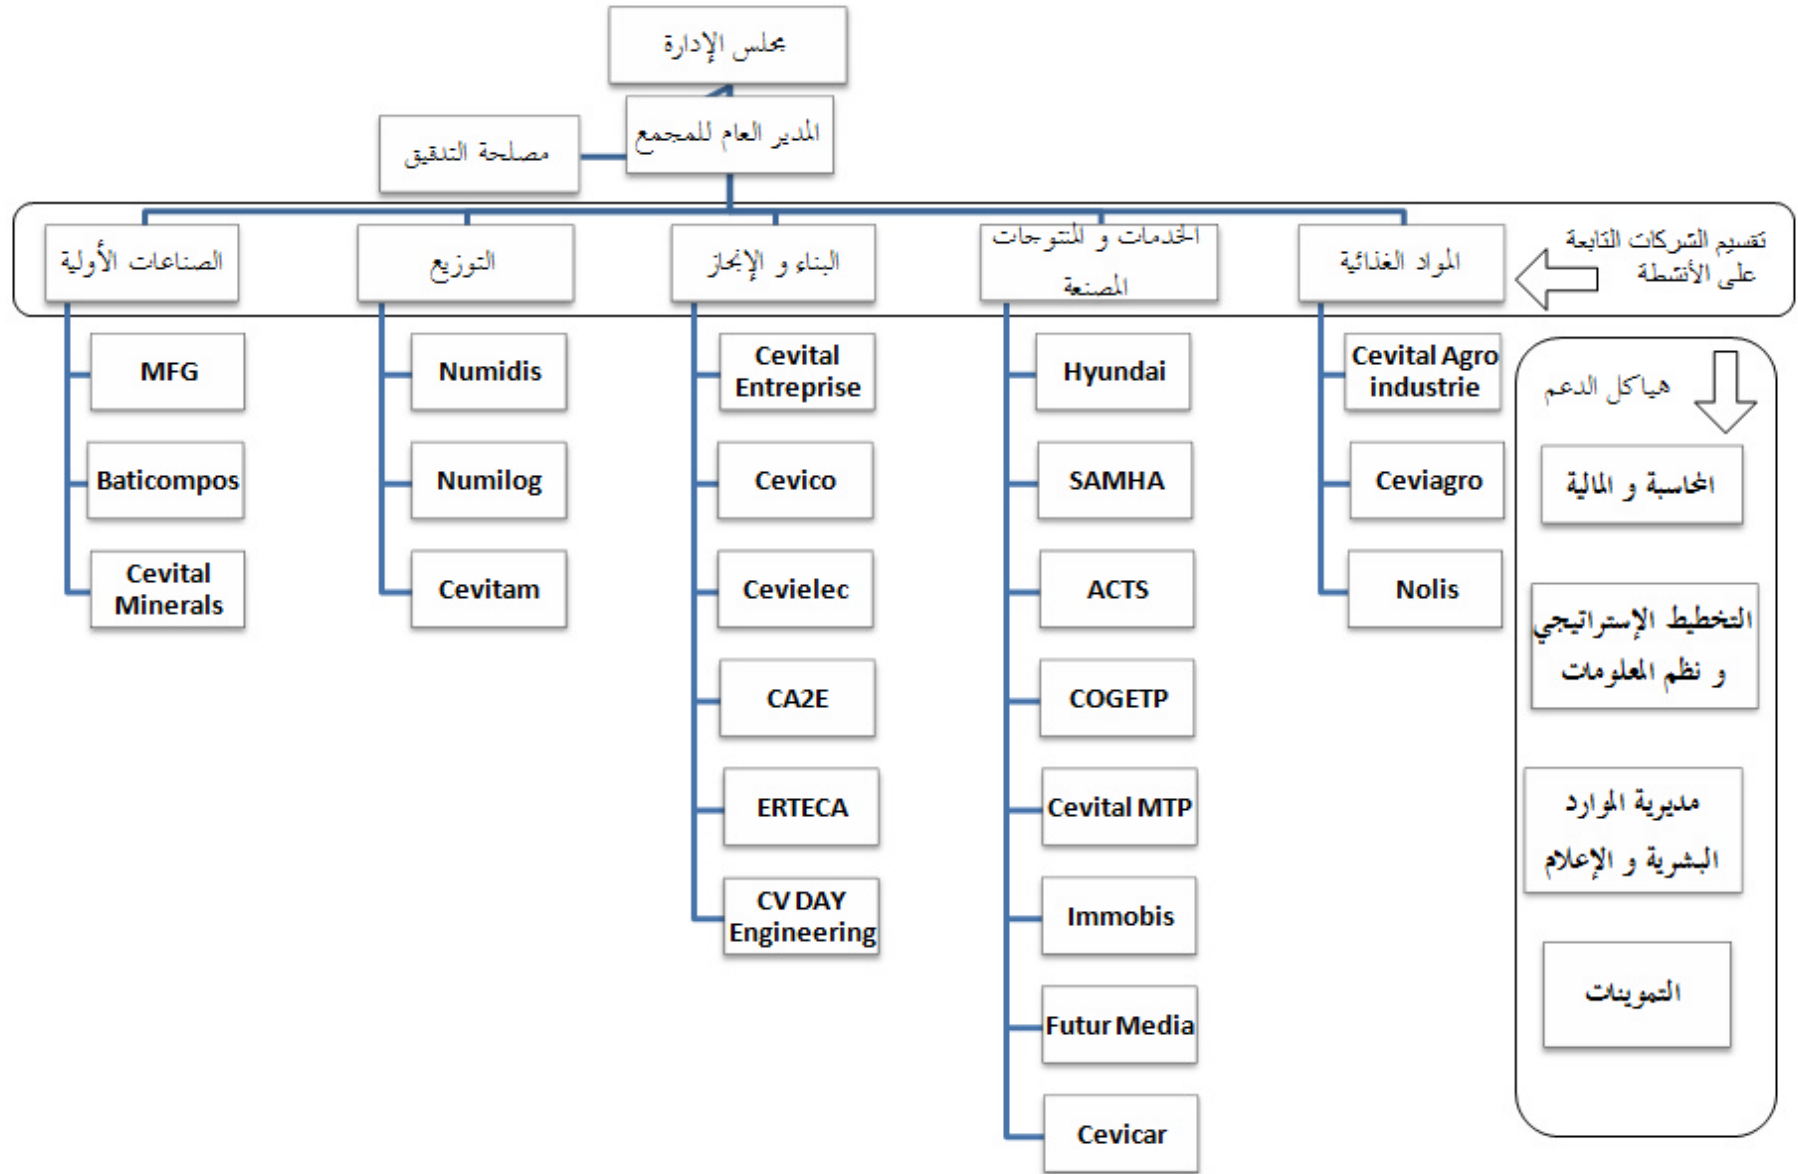 مجلس الإدارة
المدير العام للمجمع
مصلحة التدقيق
تقسيم الشركات التابعة
على الأنشطة
المواد الغذائية
الخدمات و المنتوجات
المصنعة
البناء و الإنجاز
التوزيع
الصناعات الأولية
هياكل الدعم
المحاسبة و المالية
التخطيط الإستراتيجي
و نظم المعلومات
مديرية الموارد
البشرية و الإعلام
التموينات
Cevital Agro
industrie
Ceviagro
Nolis
Hyundai
SAMHA
ACTS
COGETP
Cevital MTP
Immobis
Futur Media
Cevicar
Cevital
Entreprise
Cevico
Cevielec
CA2E
ERTECA
CV DAY
Engineering
Numidis
Numilog
Cevitam
MFG
Baticompos
Cevital
Minerals